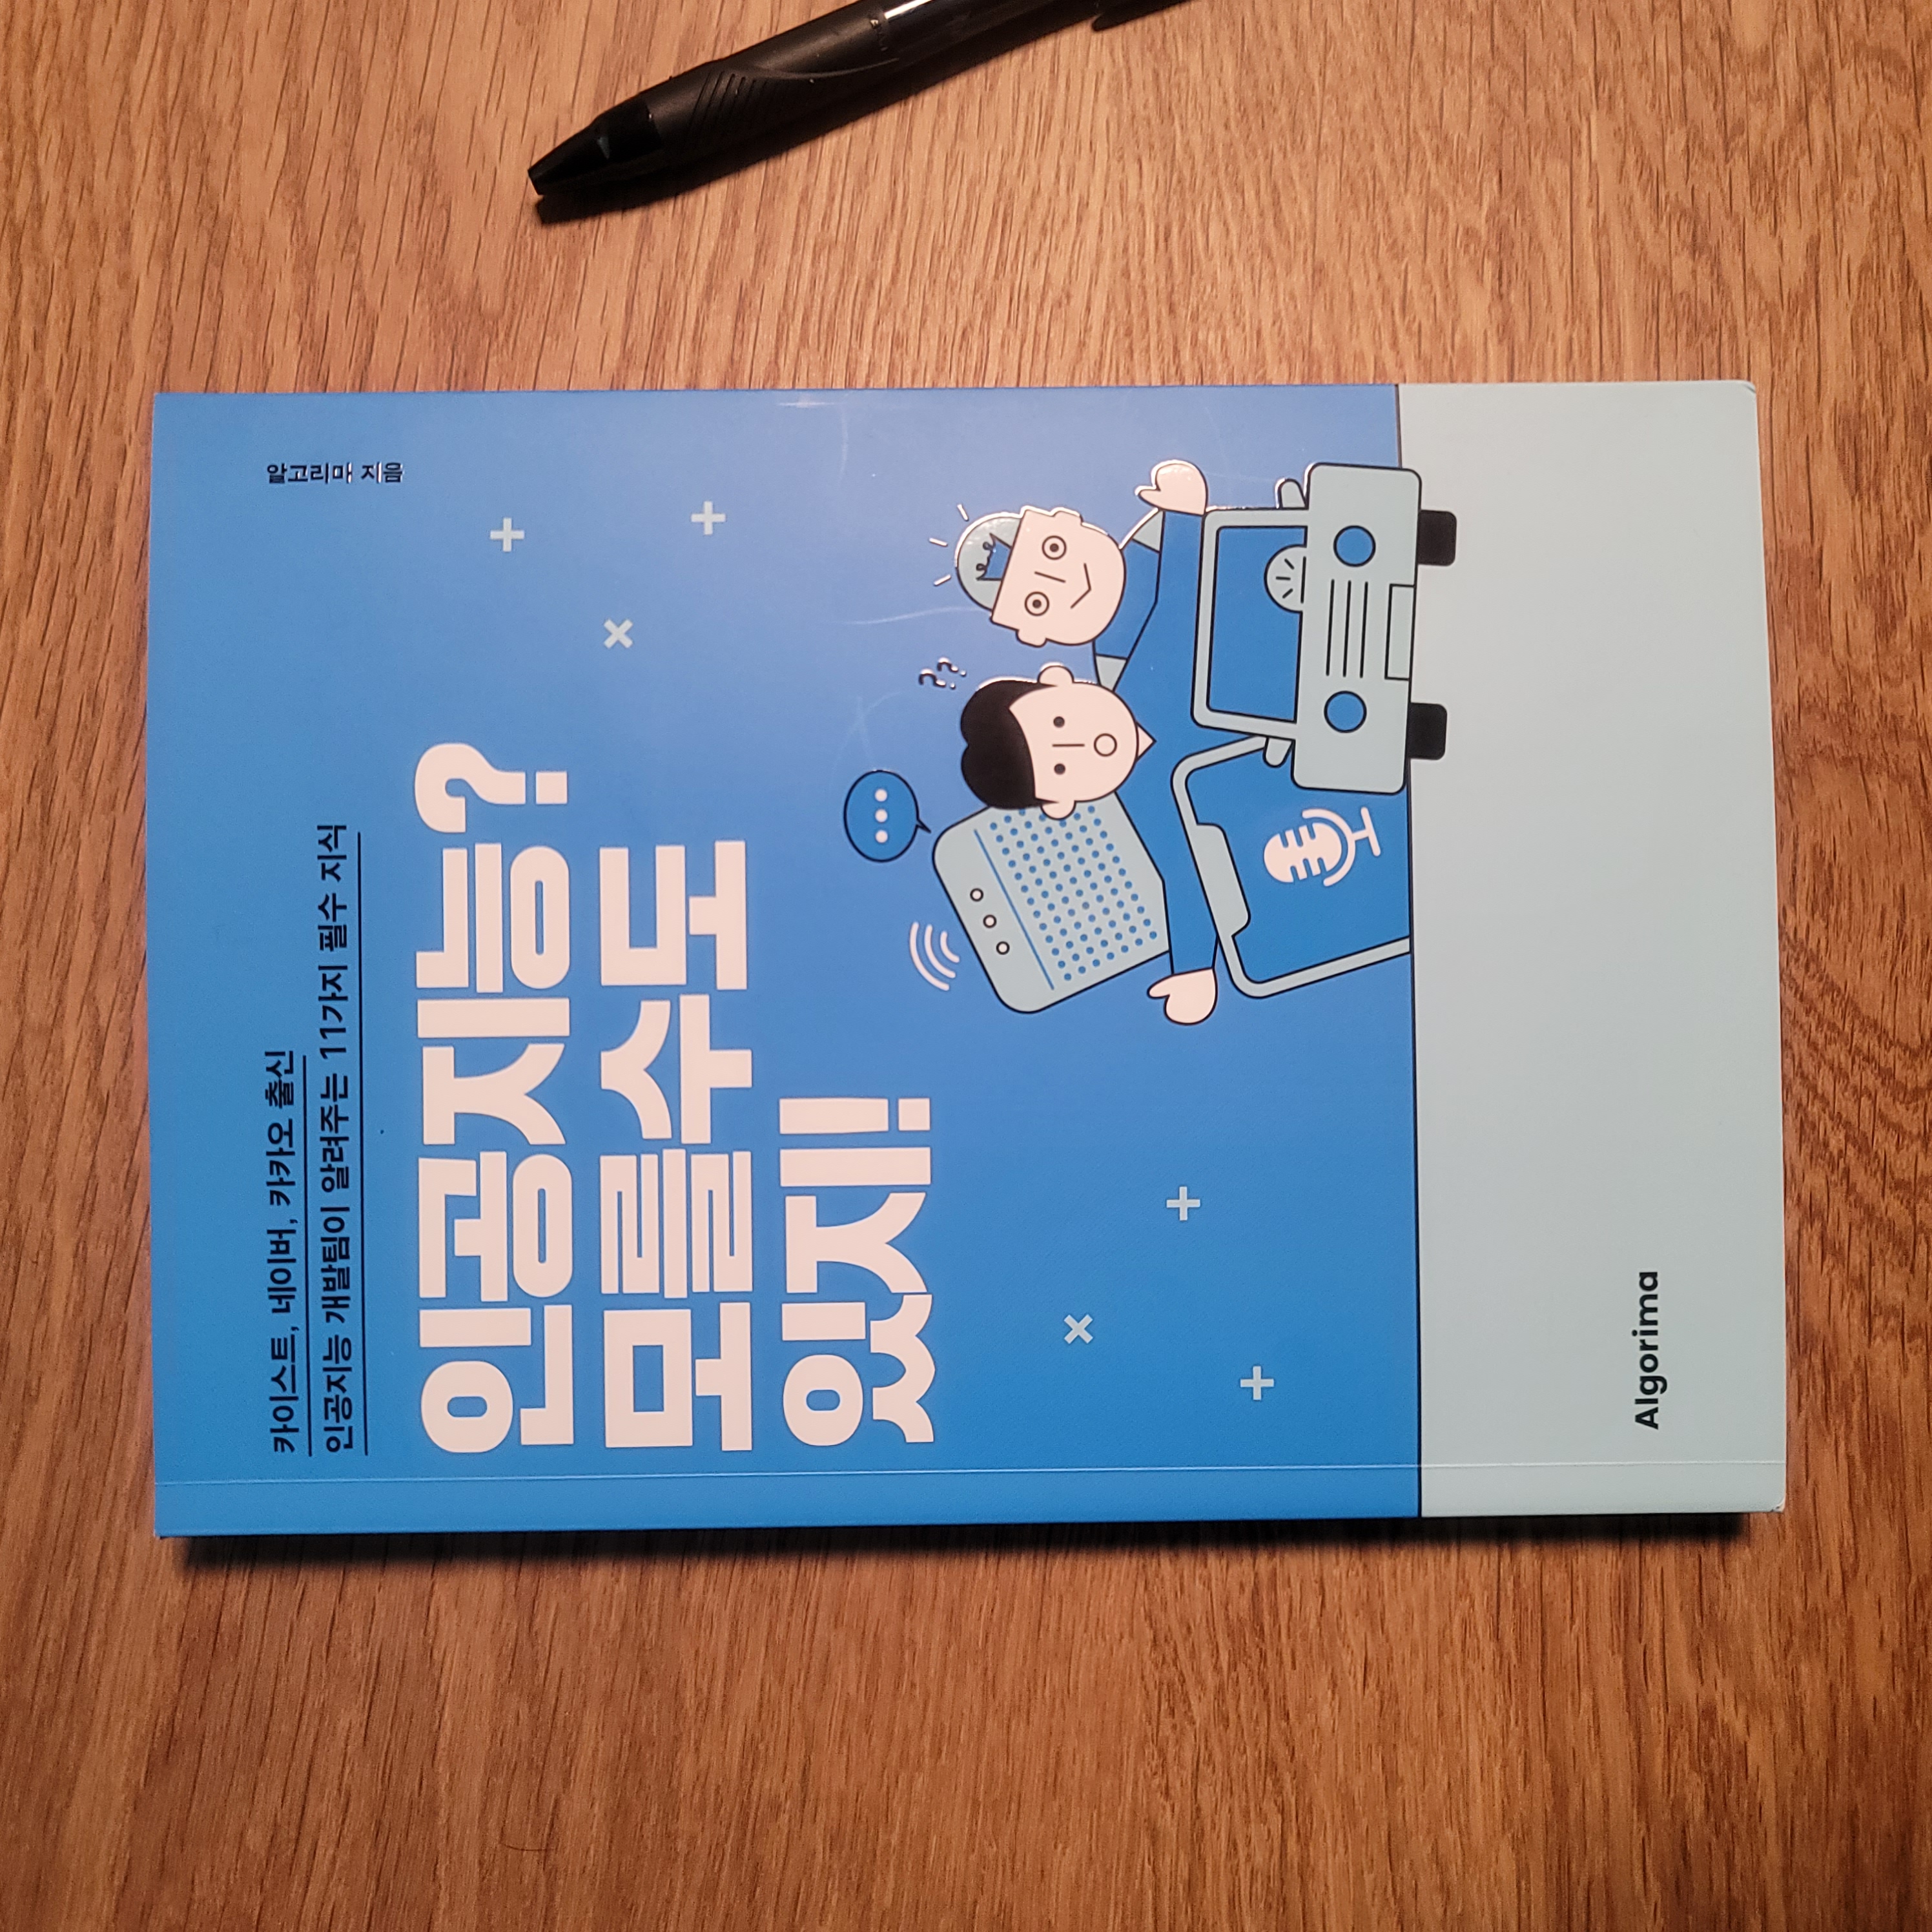 카이스트, 네이버, 카카오 출신
인공지능 개발팀이 알려주는 11가지 필수 지식
알고리마 지음
인공지능?
모를수도
있지!
??
Algorima